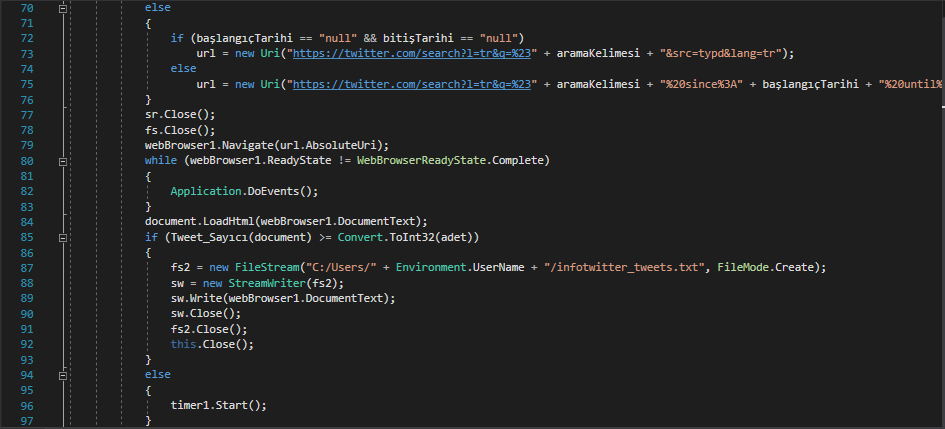 70 else
71 {
72 if (başlangıçTarihi == "null" && bitişTarihi == "null")
73 url = new Uri("https://twitter.com/search?l=tr&q=%23" + aramaKelimesi + "&src=typd&lang=tr");
74 else
75 url = new Uri("https://twitter.com/search?l=tr&q=%23" + aramaKelimesi + "%20since%3A" + başlangıçTarihi + "%20until%
76 }
77 sr.Close();
78 fs.Close();
79 webBrowser1.Navigate(url.AbsoluteUri);
80 while (webBrowser1.ReadyState != WebBrowserReadyState.Complete)
81 {
82 Application.DoEvents();
83 }
84 document.LoadHtml(webBrowser1.DocumentText);
85 if (Tweet_Sayıcı(document) >= Convert.ToInt32(adet))
86 {
87 fs2 = new FileStream("C:/Users/" + Environment.UserName + "/infotwitter_tweets.txt", FileMode.Create);
88 sw = new StreamWriter(fs2);
89 sw.Write(webBrowser1.DocumentText);
90 sw.Close();
91 fs2.Close();
92 this.Close();
93 }
94 else
95 {
96 timer1.Start();
97 }